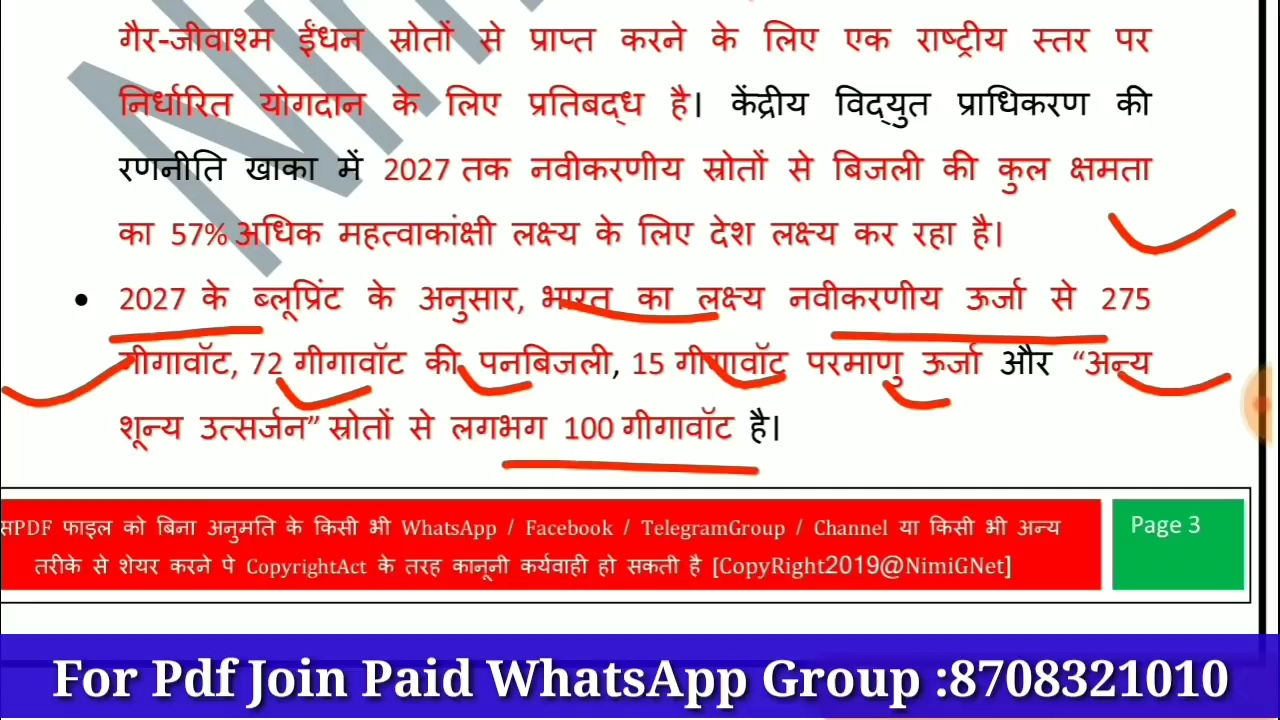 गैर-जीवाश्म ईंधन स्रोतों से प्राप्त करने के लिए एक राष्ट्रीय स्तर पर
निर्धारित योगदान के लिए प्रतिबद्ध है। केंद्रीय विद्युत प्राधिकरण की
रणनीति खाका में 2027 तक नवीकरणीय स्रोतों से बिजली की कुल क्षमता
का 57% अधिक महत्वाकांक्षी लक्ष्य के लिए देश लक्ष्य कर रहा है।
• 2027 के ब्लूप्रिंट के अनुसार, भारत का लक्ष्य नवीकरणीय ऊर्जा से 275
गीगावॉट, 72 गीगावॉट की पनबिजली, 15 गीगावॉट परमाणु ऊर्जा और “अन्य
शून्य उत्सर्जन” स्रोतों से लगभग 100 गीगावॉट है।
सPDF फाइल को बिना अनुमति के किसी भी WhatsApp / Facebook / TelegramGroup / Channel या किसी भी अन्य
तरीके से शेयर करने पे CopyrightAct के तरह कानूनी कर्यवाही हो सकती है [CopyRight2019@NimiGNet]
Page 3
For Pdf Join Paid WhatsApp Group :8708321010